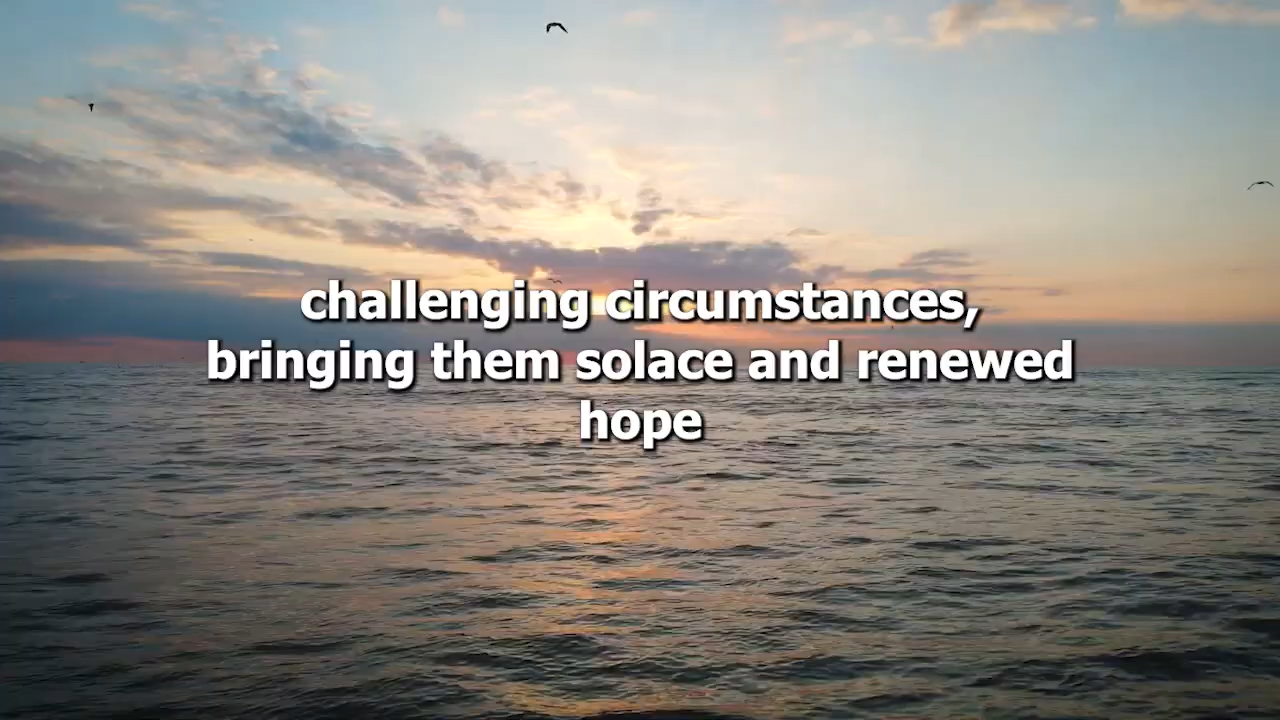 challenging circumstances,
bringing them solace and renewed
hope